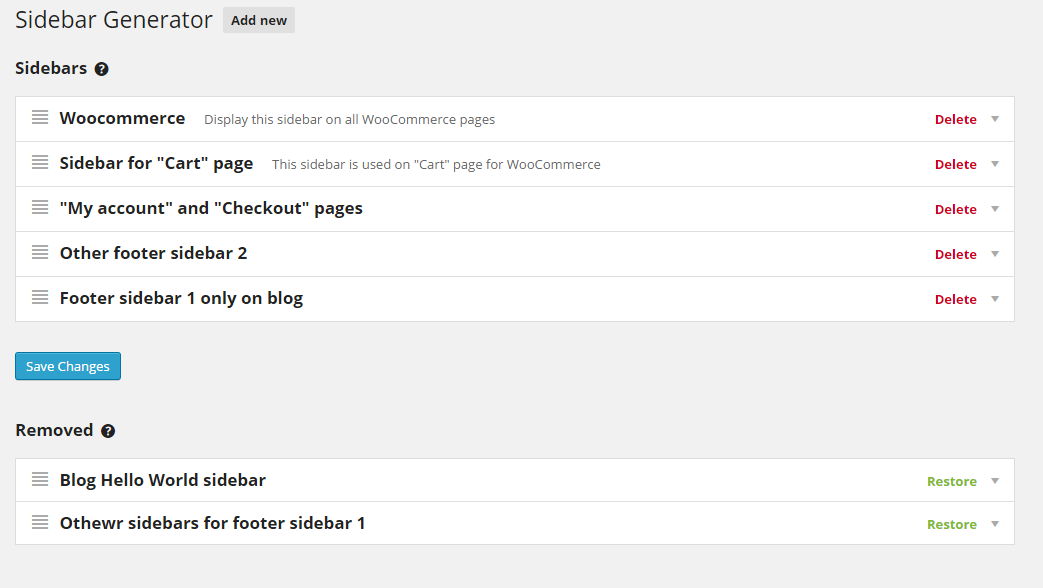 Sidebar Generator Add new
Sidebars ?
Woocommerce Display this sidebar on all WooCommerce pages Delete
Sidebar for "Cart" page This sidebar is used on "Cart" page for WooCommerce Delete
"My account" and "Checkout" pages Delete
Other footer sidebar 2 Delete
Footer sidebar 1 only on blog Delete
Save Changes
Removed ?
Blog Hello World sidebar Restore
Othewr sidebars for footer sidebar 1 Restore